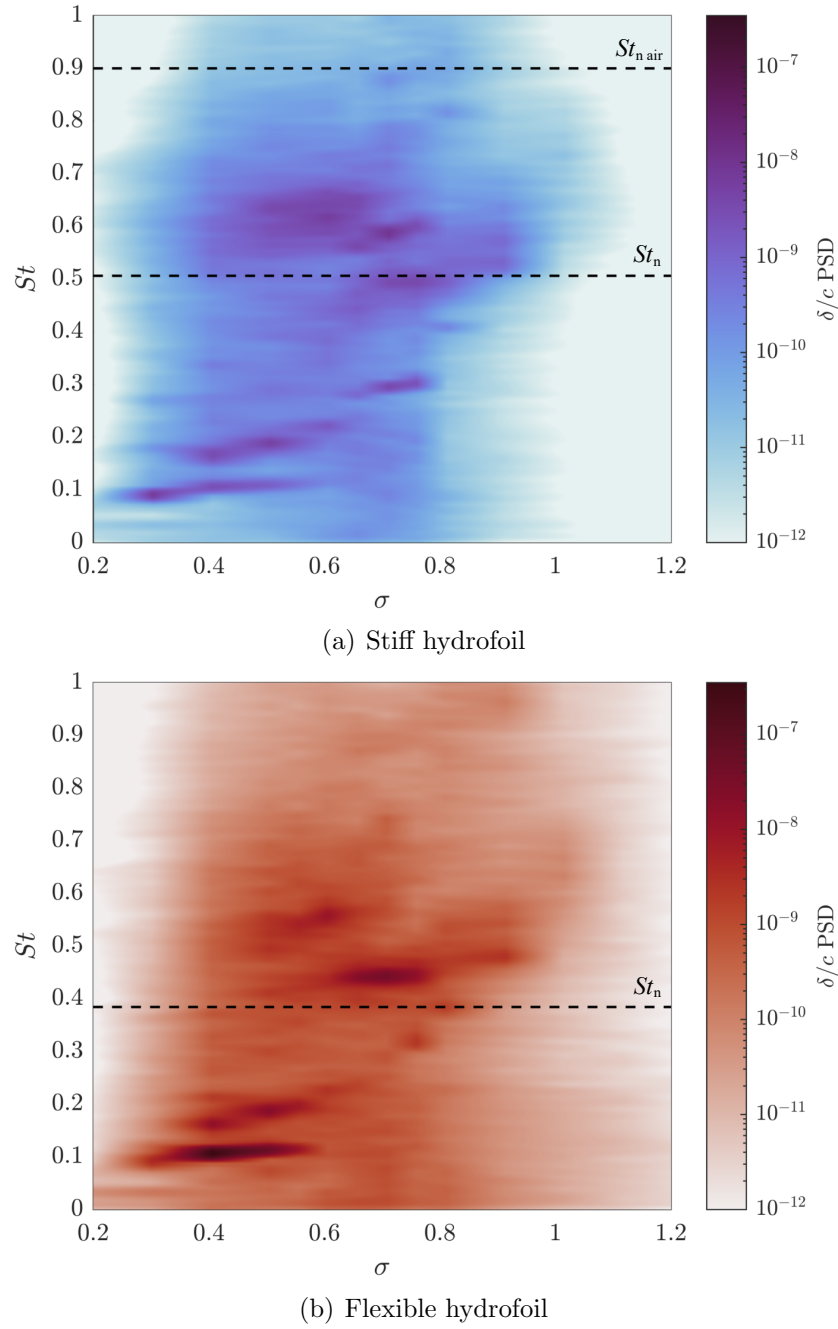 1
0.9
0.8
0.7
0.6
0.5
0.4
0.3
0.2
0.1
0
St
St_n air
St_n
0.2 0.4 0.6 0.8 1 1.2
σ
10^-7
10^-8
10^-9
10^-10
10^-11
10^-12
δ/c PSD
(a) Stiff hydrofoil
1
0.9
0.8
0.7
0.6
0.5
0.4
0.3
0.2
0.1
0
St
St_n
0.2 0.4 0.6 0.8 1 1.2
σ
10^-7
10^-8
10^-9
10^-10
10^-11
10^-12
δ/c PSD
(b) Flexible hydrofoil